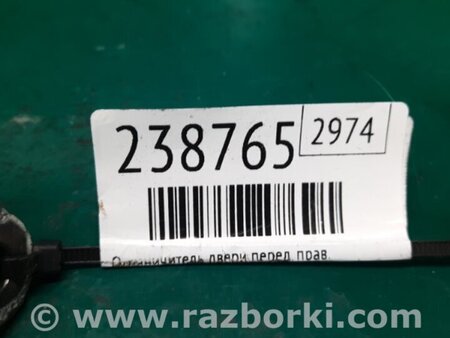 238765 2974
Ограничитель двери перед. прав.
© www.razborki.com